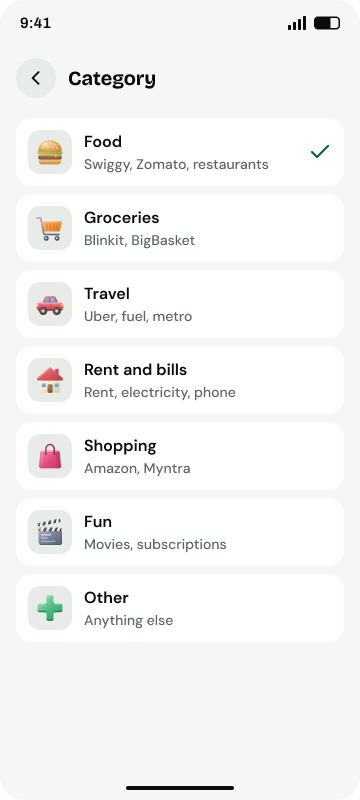 9:41
Category
Food
Swiggy, Zomato, restaurants
Groceries
Blinkit, BigBasket
Travel
Uber, fuel, metro
Rent and bills
Rent, electricity, phone
Shopping
Amazon, Myntra
Fun
Movies, subscriptions
Other
Anything else